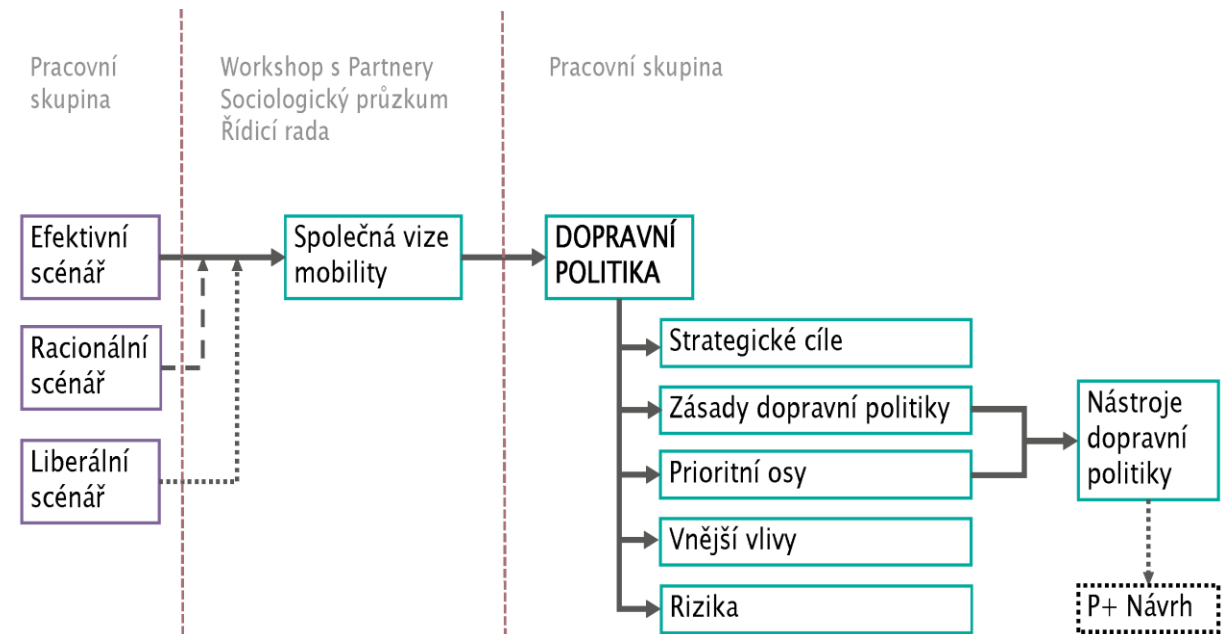 Pracovní
skupina
Workshop s Partnery
Sociologický průzkum
Řídicí rada
Pracovní skupina
Efektivní
scénář
Racionální
scénář
Liberální
scénář
Společná vize
mobility
DOPRAVNÍ
POLITIKA
Strategické cíle
Zásady dopravní politiky
Prioritní osy
Vnější vlivy
Rizika
Nástroje
dopravní
politiky
P+ Návrh